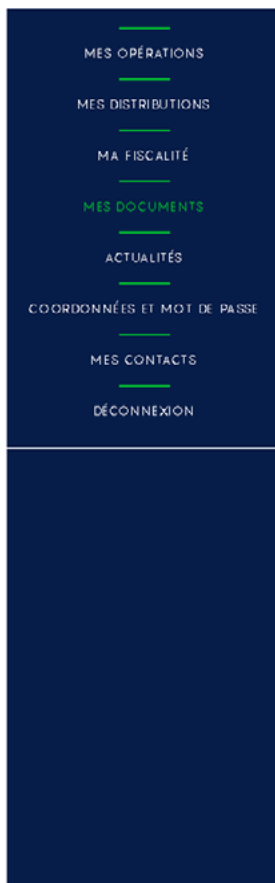 MES OPÉRATIONS
MES DISTRIBUTIONS
MA FISCALITÉ
MES DOCUMENTS
ACTUALITÉS
COORDONNÉES ET MOT DE PASSE
MES CONTACTS
DÉCONNEXION